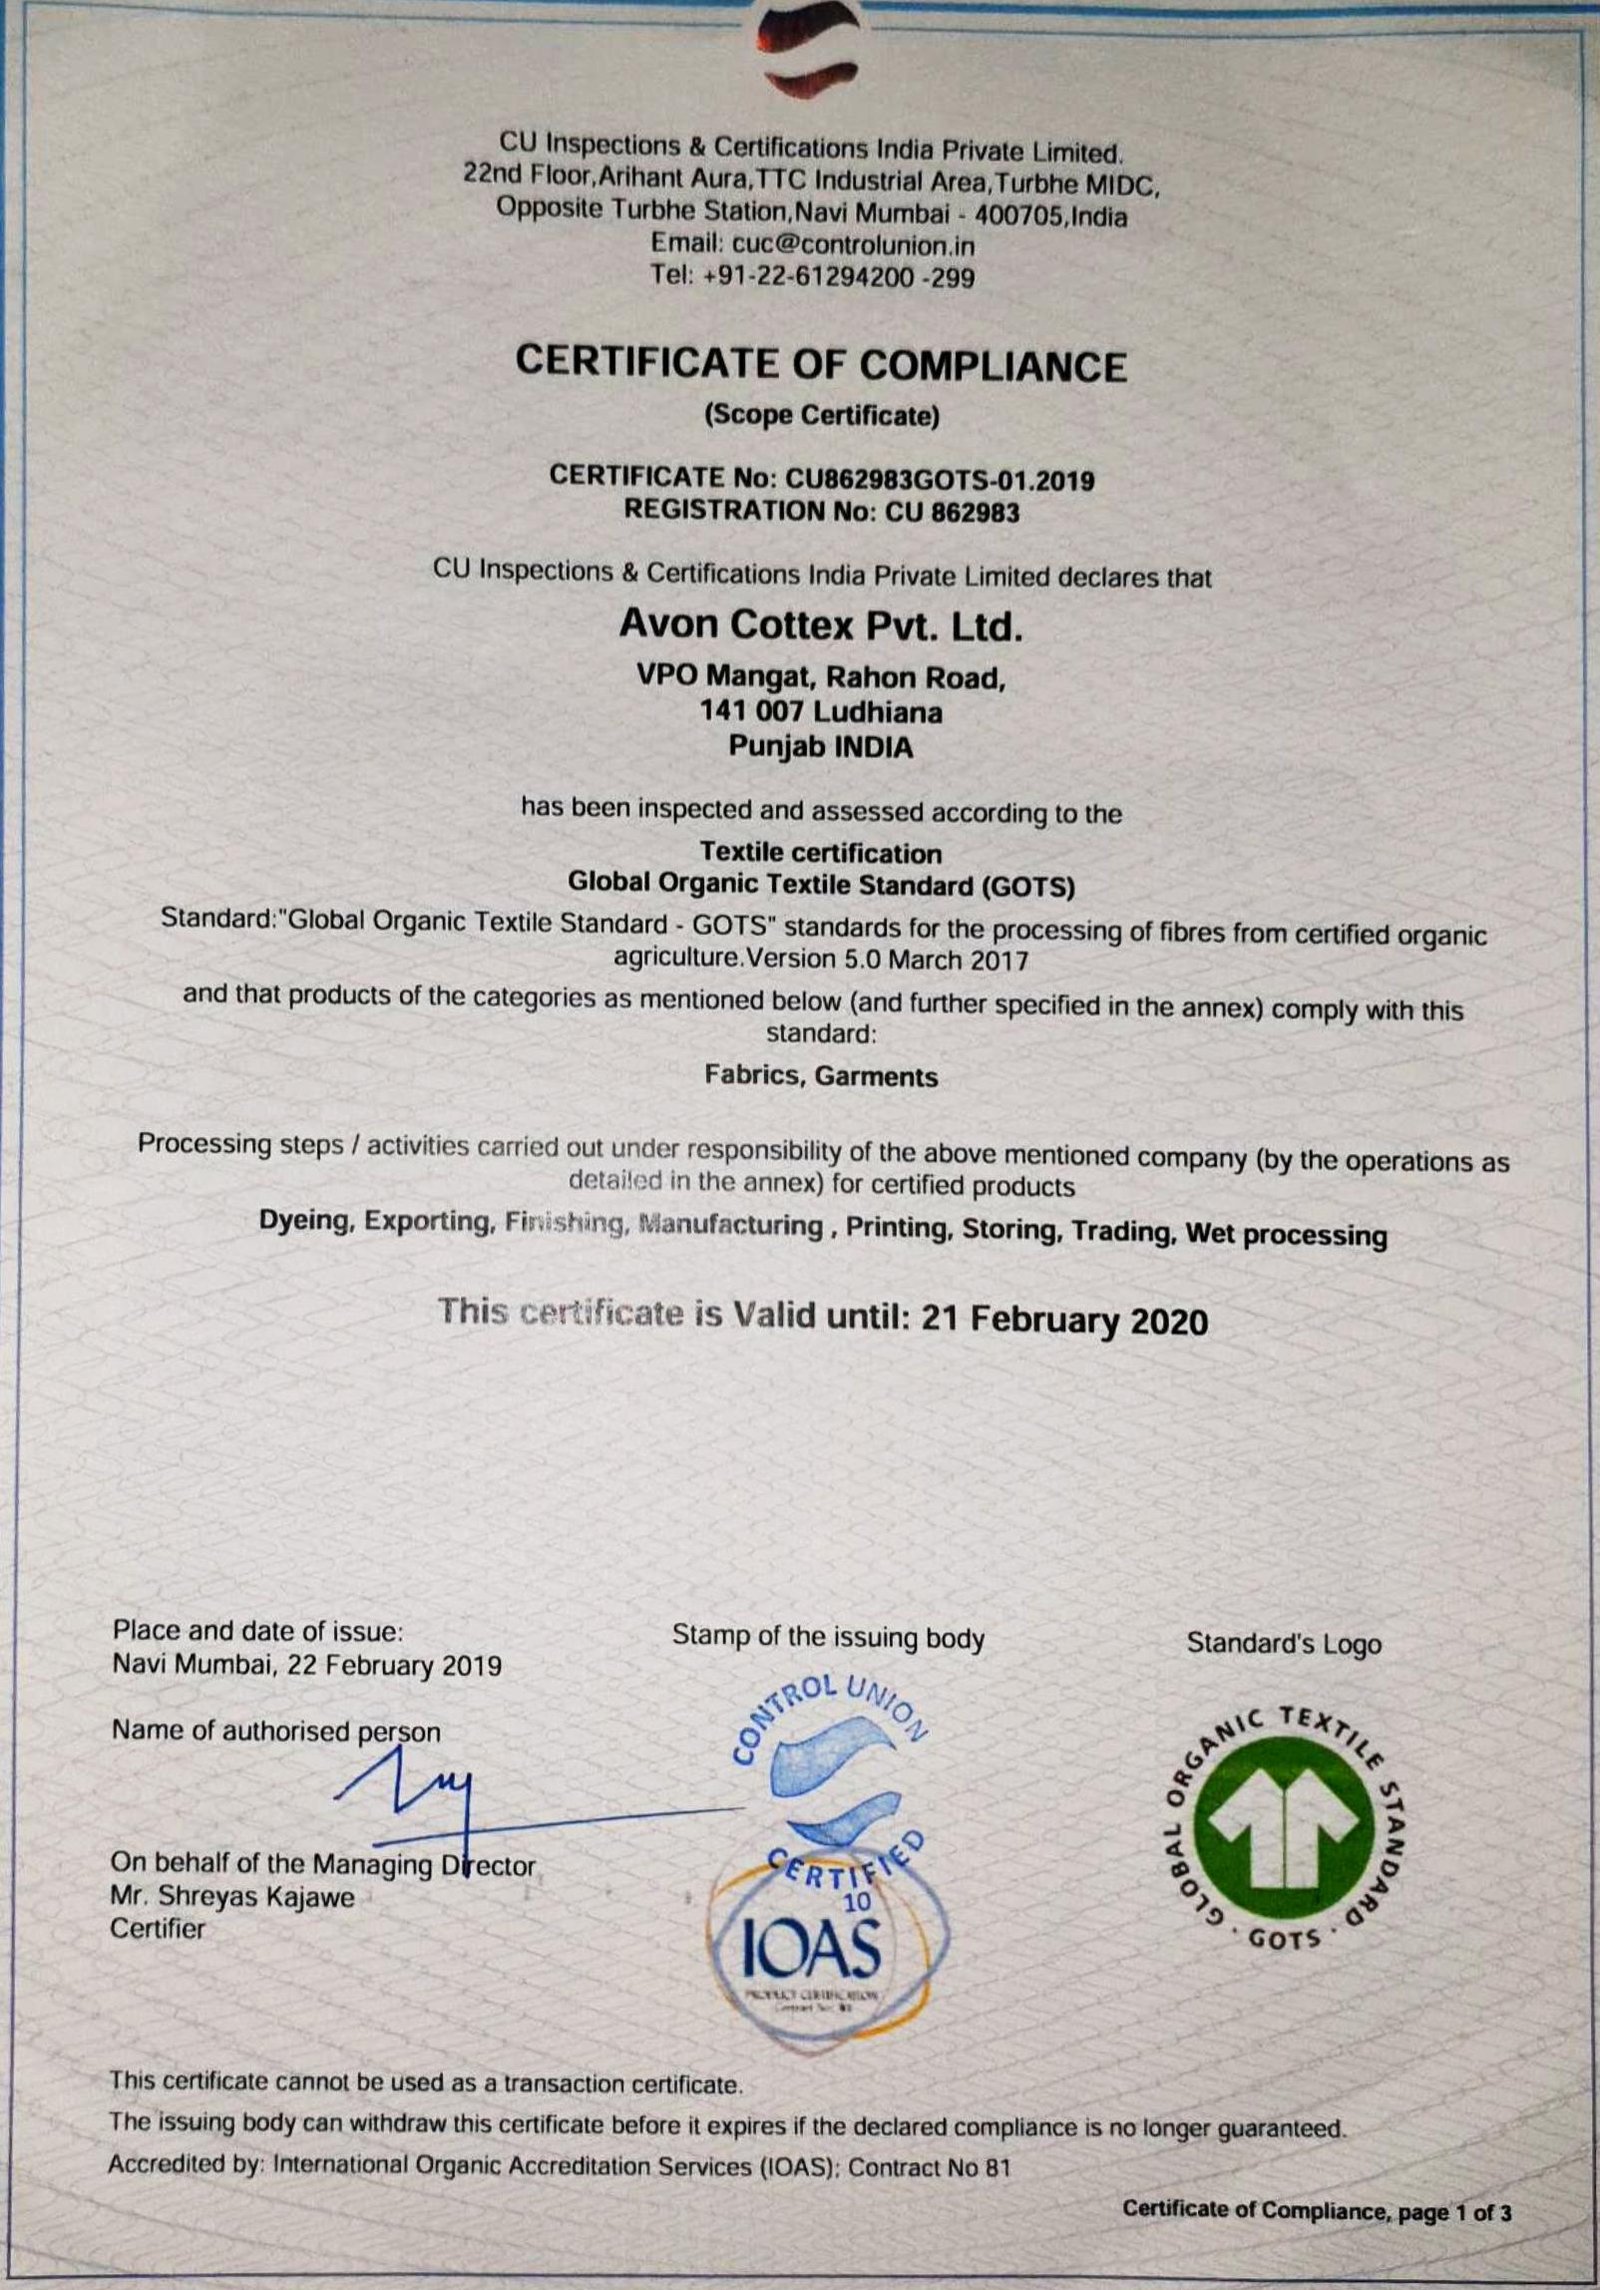 CU Inspections & Certifications India Private Limited.
22nd Floor,Arihant Aura,TTC Industrial Area,Turbhe MIDC,
Opposite Turbhe Station,Navi Mumbai - 400705,India
Email: cuc@controlunion.in
Tel: +91-22-61294200 -299
CERTIFICATE OF COMPLIANCE
(Scope Certificate)
CERTIFICATE No: CU862983GOTS-01.2019
REGISTRATION No: CU 862983
CU Inspections & Certifications India Private Limited declares that
Avon Cottex Pvt. Ltd.
VPO Mangat, Rahon Road,
141 007 Ludhiana
Punjab INDIA
has been inspected and assessed according to the
Textile certification
Global Organic Textile Standard (GOTS)
Standard:"Global Organic Textile Standard - GOTS" standards for the processing of fibres from certified organic
agriculture.Version 5.0 March 2017
and that products of the categories as mentioned below (and further specified in the annex) comply with this
standard:
Fabrics, Garments
Processing steps / activities carried out under responsibility of the above mentioned company (by the operations as
detailed in the annex) for certified products
Dyeing, Exporting, Finishing, Manufacturing , Printing, Storing, Trading, Wet processing
This certificate is Valid until: 21 February 2020
Place and date of issue:
Navi Mumbai, 22 February 2019
Name of authorised person
On behalf of the Managing Director
Mr. Shreyas Kajawe
Certifier
Stamp of the issuing body
CONTROL UNION
CERTIFIED
10
IOAS
PRODUCT CERTIFICATION
Contract No. 81
Standard's Logo
GLOBAL ORGANIC TEXTILE STANDARD · GOTS ·
This certificate cannot be used as a transaction certificate.
The issuing body can withdraw this certificate before it expires if the declared compliance is no longer guaranteed.
Accredited by: International Organic Accreditation Services (IOAS); Contract No 81
Certificate of Compliance, page 1 of 3